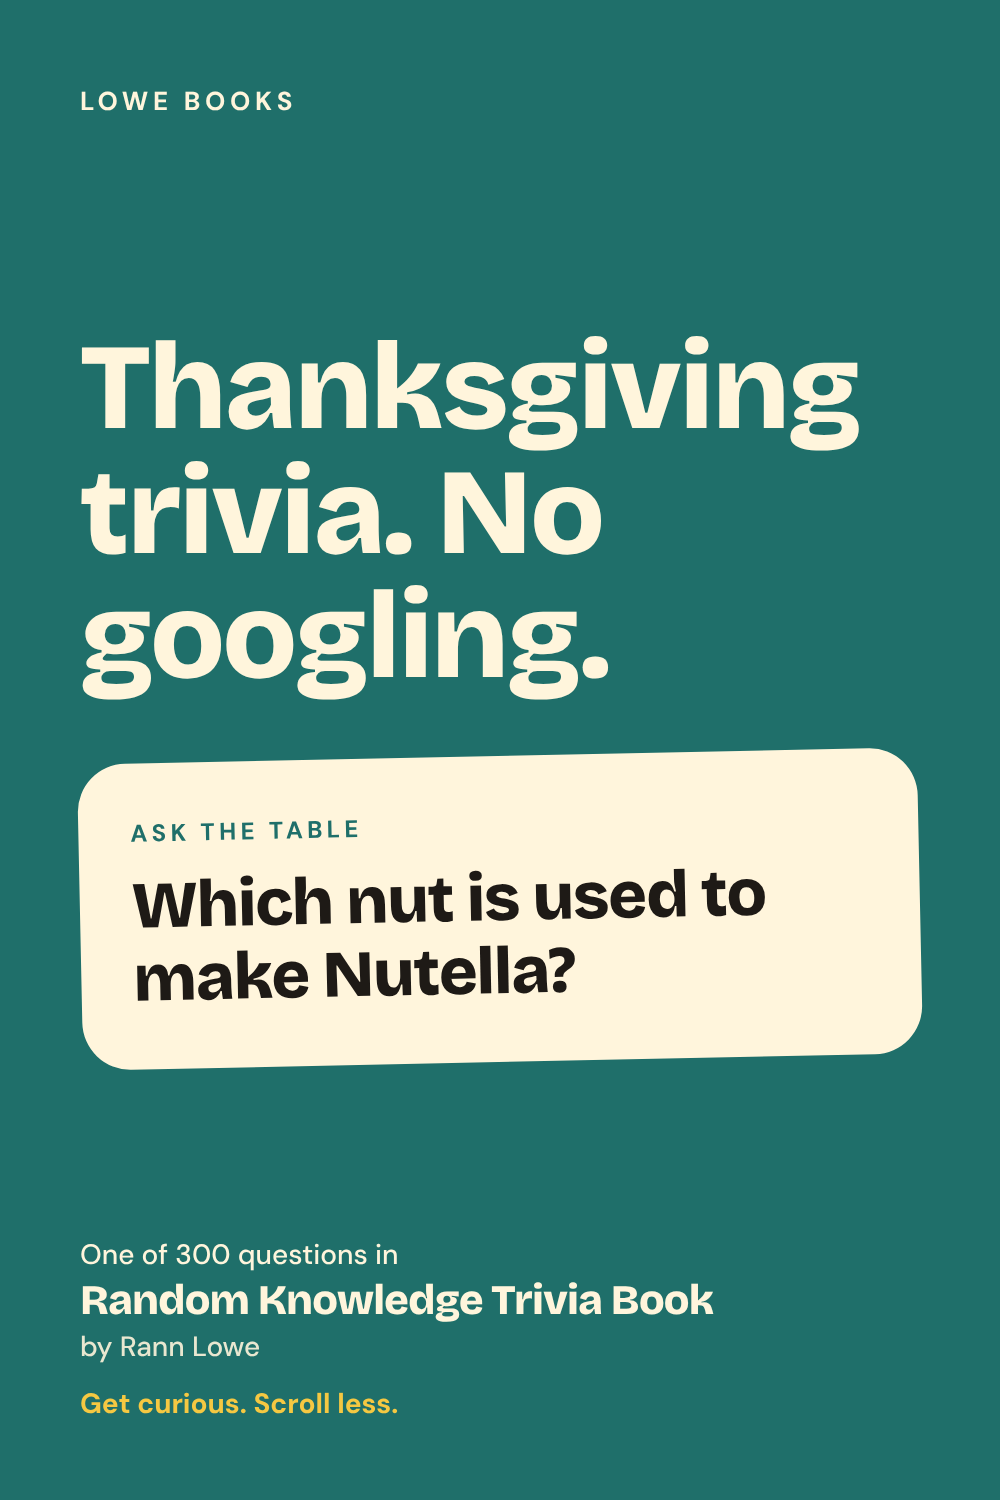 LOWE BOOKS
Thanksgiving
trivia. No
googling.
ASK THE TABLE
Which nut is used to
make Nutella?
One of 300 questions in
Random Knowledge Trivia Book
by Rann Lowe
Get curious. Scroll less.